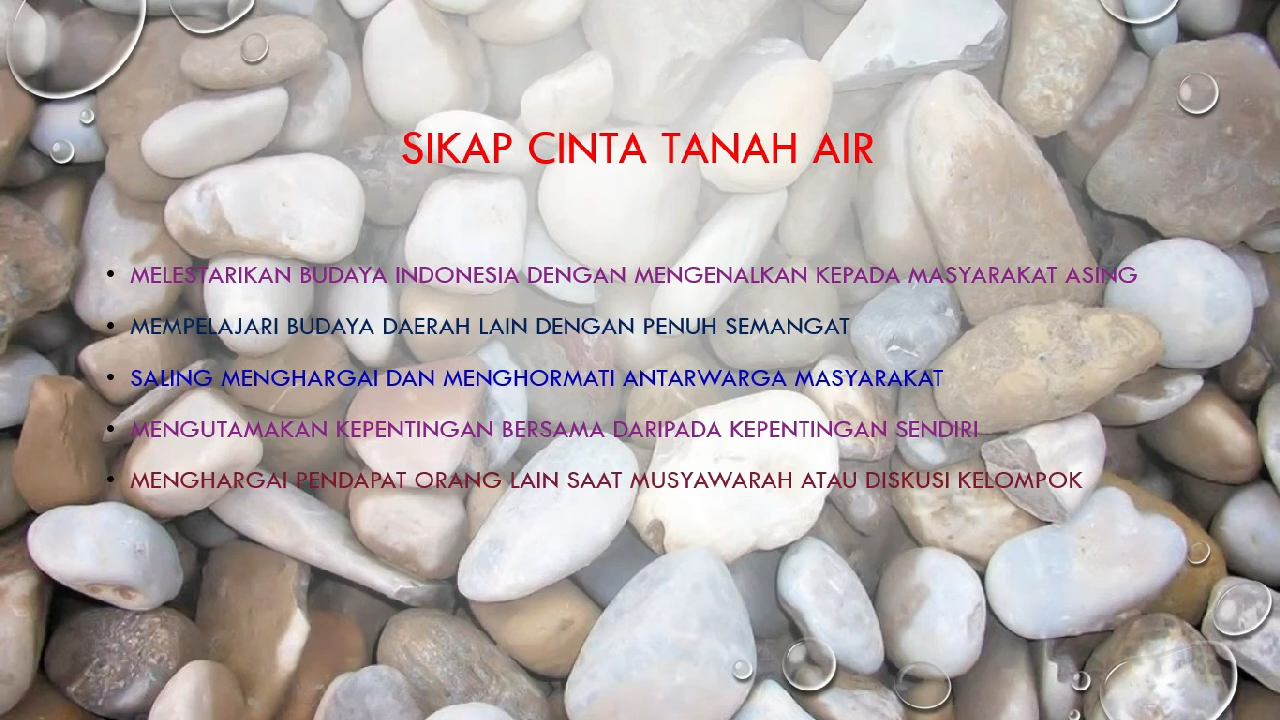 SIKAP CINTA TANAH AIR
• MELESTARIKAN BUDAYA INDONESIA DENGAN MENGENALKAN KEPADA MASYARAKAT ASING
• MEMPELAJARI BUDAYA DAERAH LAIN DENGAN PENUH SEMANGAT
• SALING MENGHARGAI DAN MENGHORMATI ANTARWARGA MASYARAKAT
• MENGUTAMAKAN KEPENTINGAN BERSAMA DARIPADA KEPENTINGAN SENDIRI
• MENGHARGAI PENDAPAT ORANG LAIN SAAT MUSYAWARAH ATAU DISKUSI KELOMPOK